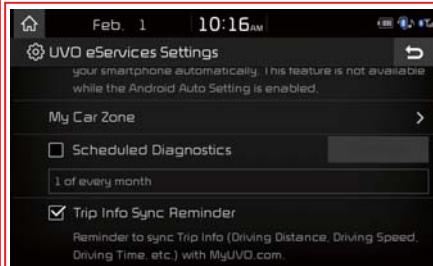 Feb. 1 10:16AM
UVO eServices Settings
your smartphone automatically. This feature is not available
while the Android Auto Setting is enabled.
My Car Zone
Scheduled Diagnostics
1 of every month
Trip Info Sync Reminder
Reminder to sync Trip Info (Driving Distance, Driving Speed,
Driving Time, etc.) with MyUVO.com.